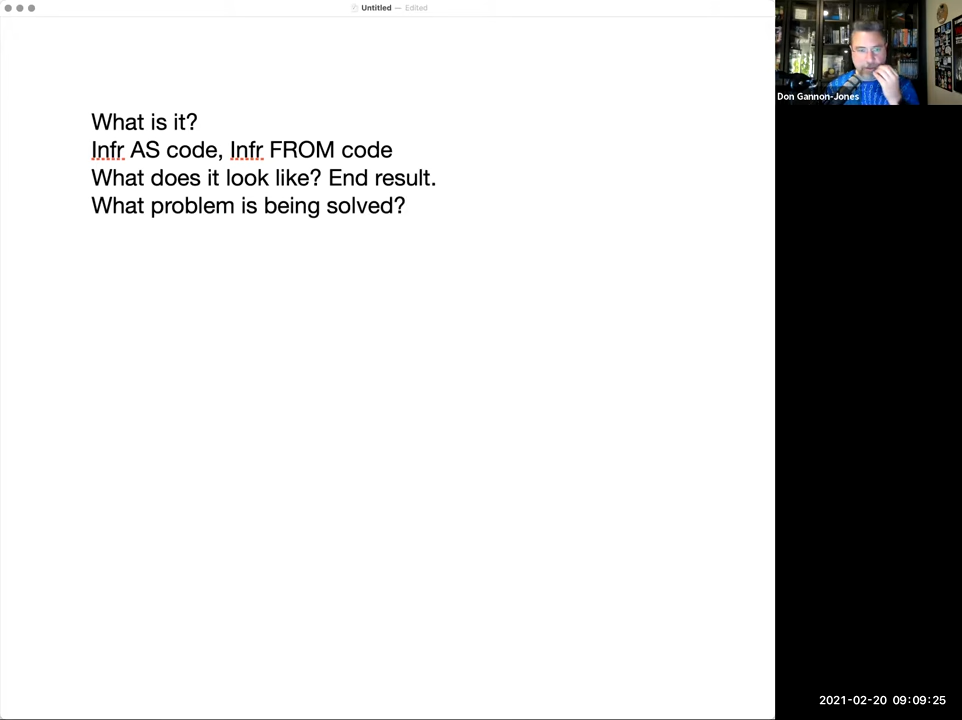 Untitled — Edited
What is it?
Infr AS code, Infr FROM code
What does it look like? End result.
What problem is being solved?
Don Gannon-Jones
2021-02-20 09:09:25